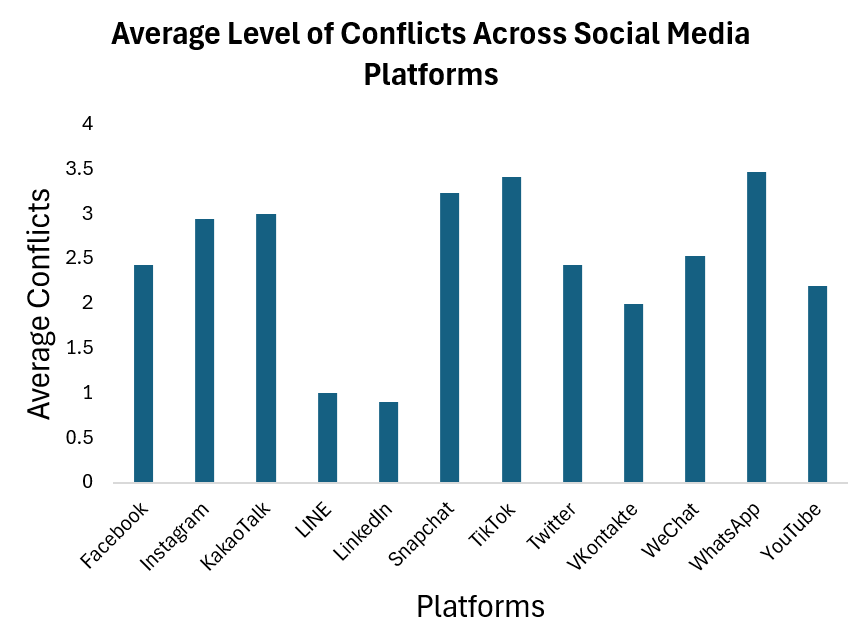 Average Level of Conflicts Across Social Media
Platforms
4
3.5
3
2.5
2
1.5
1
0.5
0
Average Conflicts
Facebook
Instagram
KakaoTalk
LINE
LinkedIn
Snapchat
TikTok
Twitter
VKontakte
WeChat
WhatsApp
YouTube
Platforms